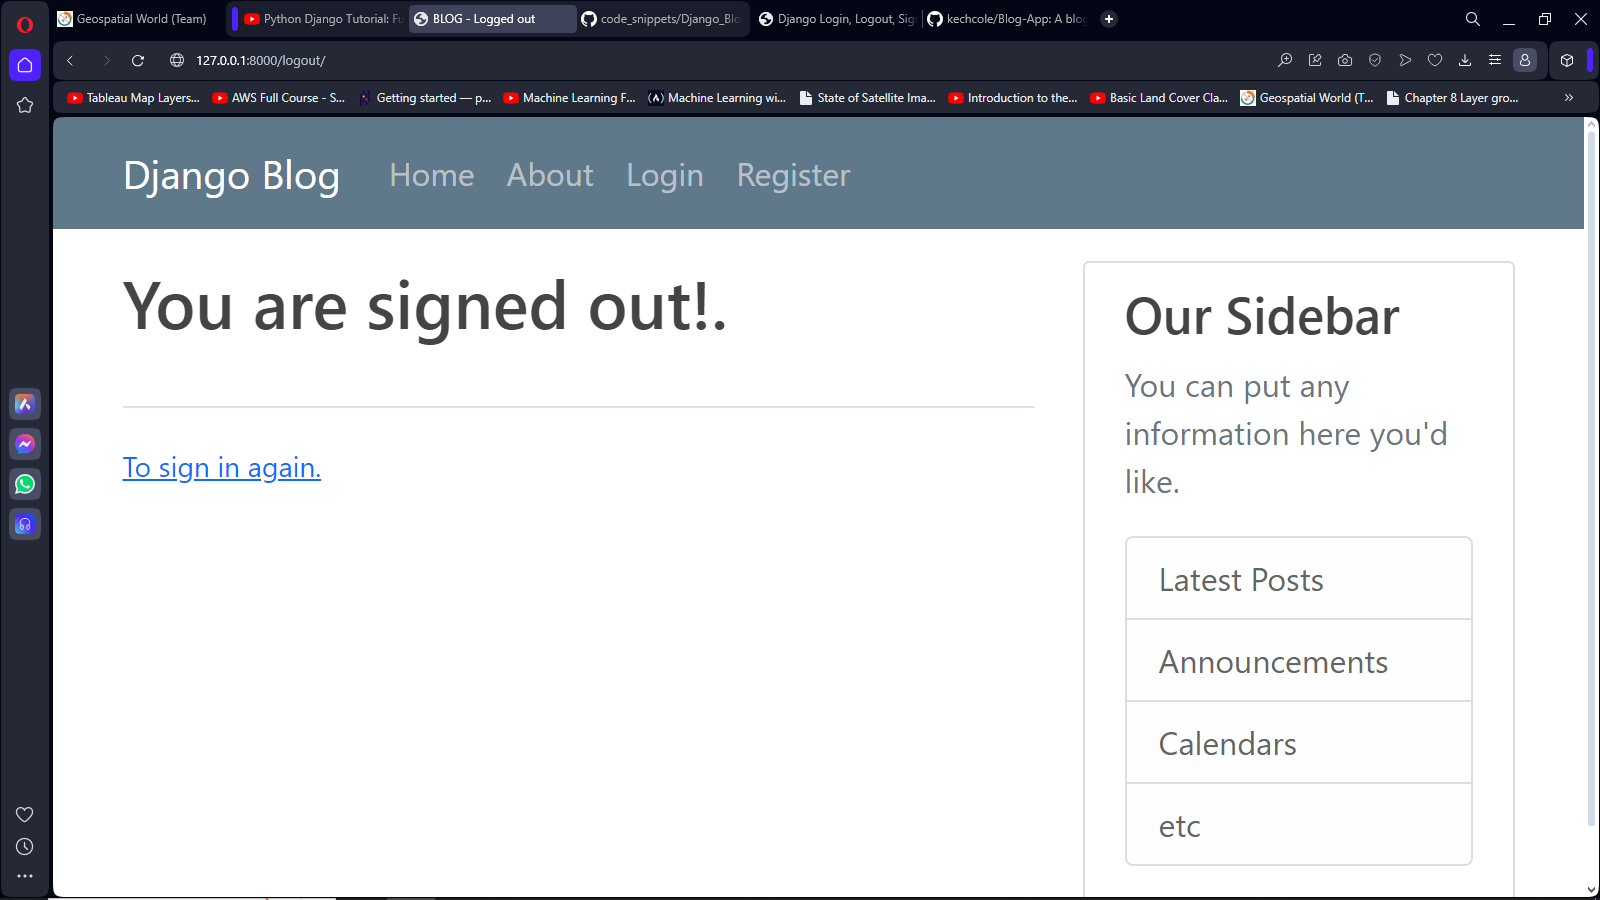 Geospatial World (Team)
Python Django Tutorial: Fu
BLOG - Logged out
code_snippets/Django_Blo
Django Login, Logout, Sig
kechcole/Blog-App: A blog
127.0.0.1:8000/logout/
Tableau Map Layers...
AWS Full Course - S...
Getting started — p...
Machine Learning F...
Machine Learning wi...
State of Satellite Ima...
Introduction to the...
Basic Land Cover Cla...
Geospatial World (T...
Chapter 8 Layer gro...
Django Blog
Home
About
Login
Register
You are signed out!.
To sign in again.
Our Sidebar
You can put any
information here you'd
like.
Latest Posts
Announcements
Calendars
etc